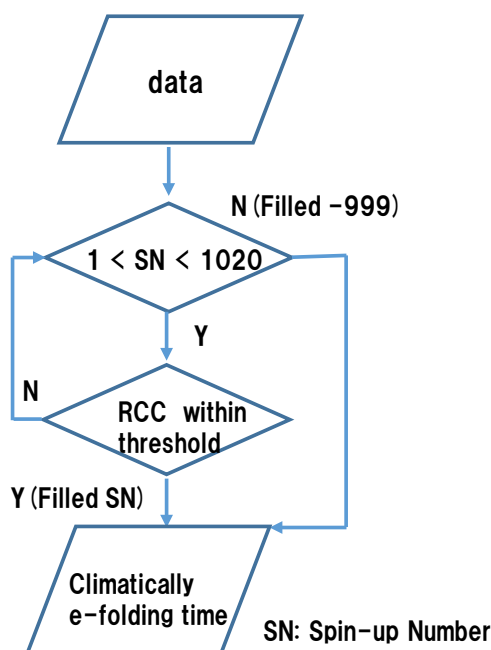 data
N (Filled -999)
1 < SN < 1020
Y
N
RCC within
threshold
Y (Filled SN)
Climatically
e-folding time
SN: Spin-up Number